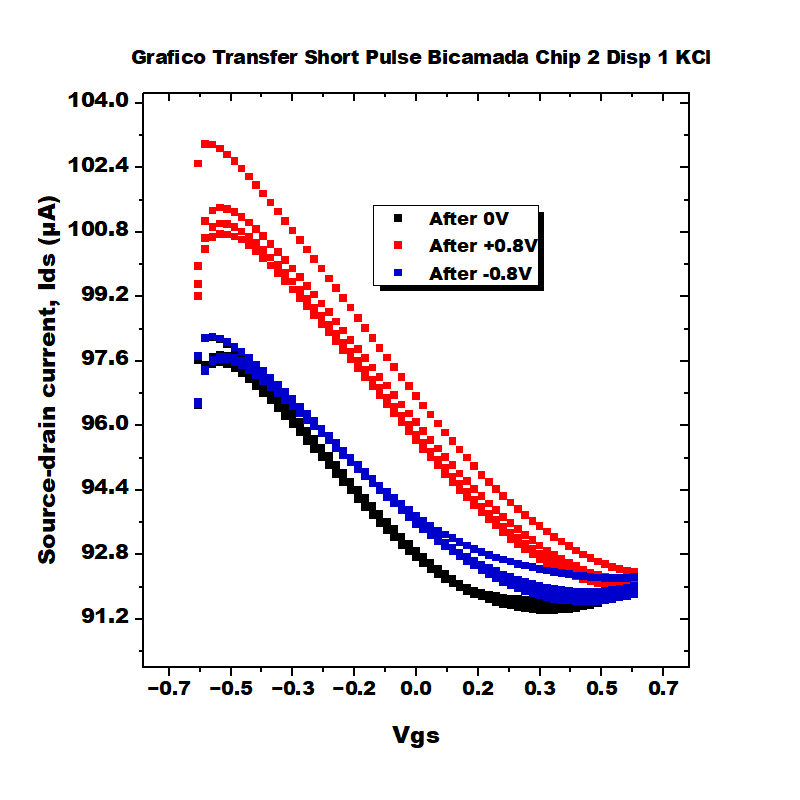 Grafico Transfer Short Pulse Bicamada Chip 2 Disp 1 KCl
104.0
102.4
100.8
99.2
97.6
96.0
94.4
92.8
91.2
Source-drain current, Ids (µA)
After 0V
After +0.8V
After -0.8V
−0.7 −0.5 −0.3 −0.2 0.0 0.2 0.3 0.5 0.7
Vgs